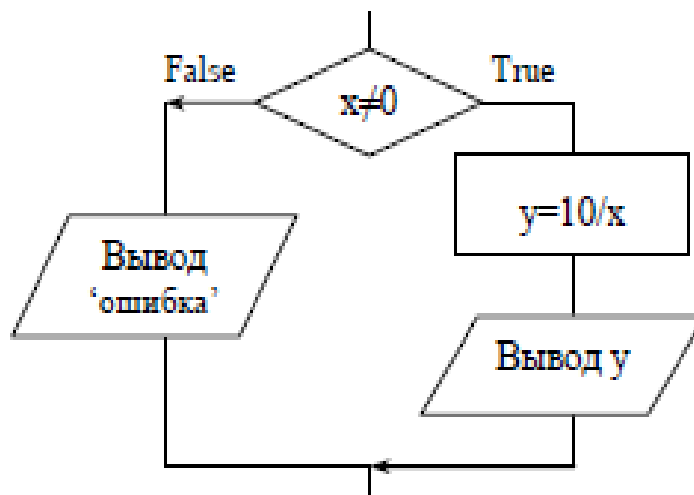 False
True
x≠0
y=10/x
Вывод
‘ошибка’
Вывод y